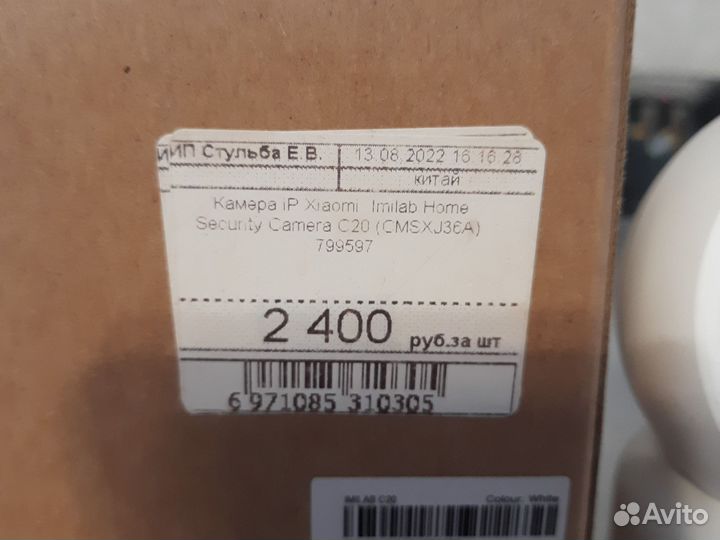 ИП Стульба Е.В. 13.08.2022 16:16:28
китай
Камера iP Xiaomi Imilab Home
Security Camera C20 (CMSXJ36A)
799597
2 400 руб.за шт
6 971085 310305
IMILAB C20 Colour: White
Avito